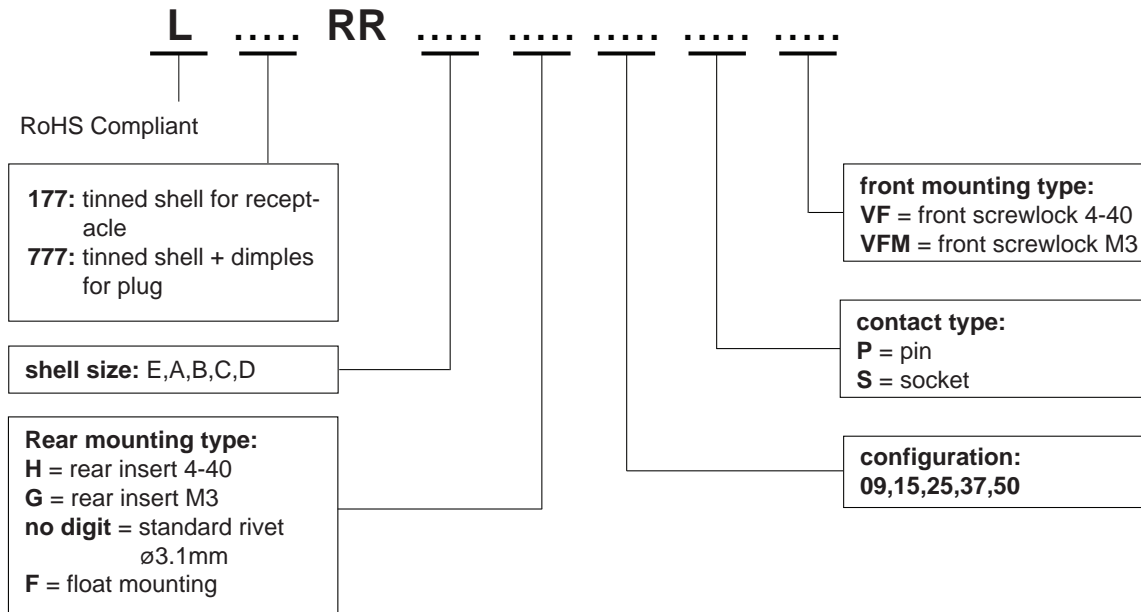 L ..... RR ..... ..... ..... ..... .....
RoHS Compliant
177: tinned shell for recept-
acle
777: tinned shell + dimples
for plug
shell size: E,A,B,C,D
Rear mounting type:
H = rear insert 4-40
G = rear insert M3
no digit = standard rivet
ø3.1mm
F = float mounting
front mounting type:
VF = front screwlock 4-40
VFM = front screwlock M3
contact type:
P = pin
S = socket
configuration:
09,15,25,37,50